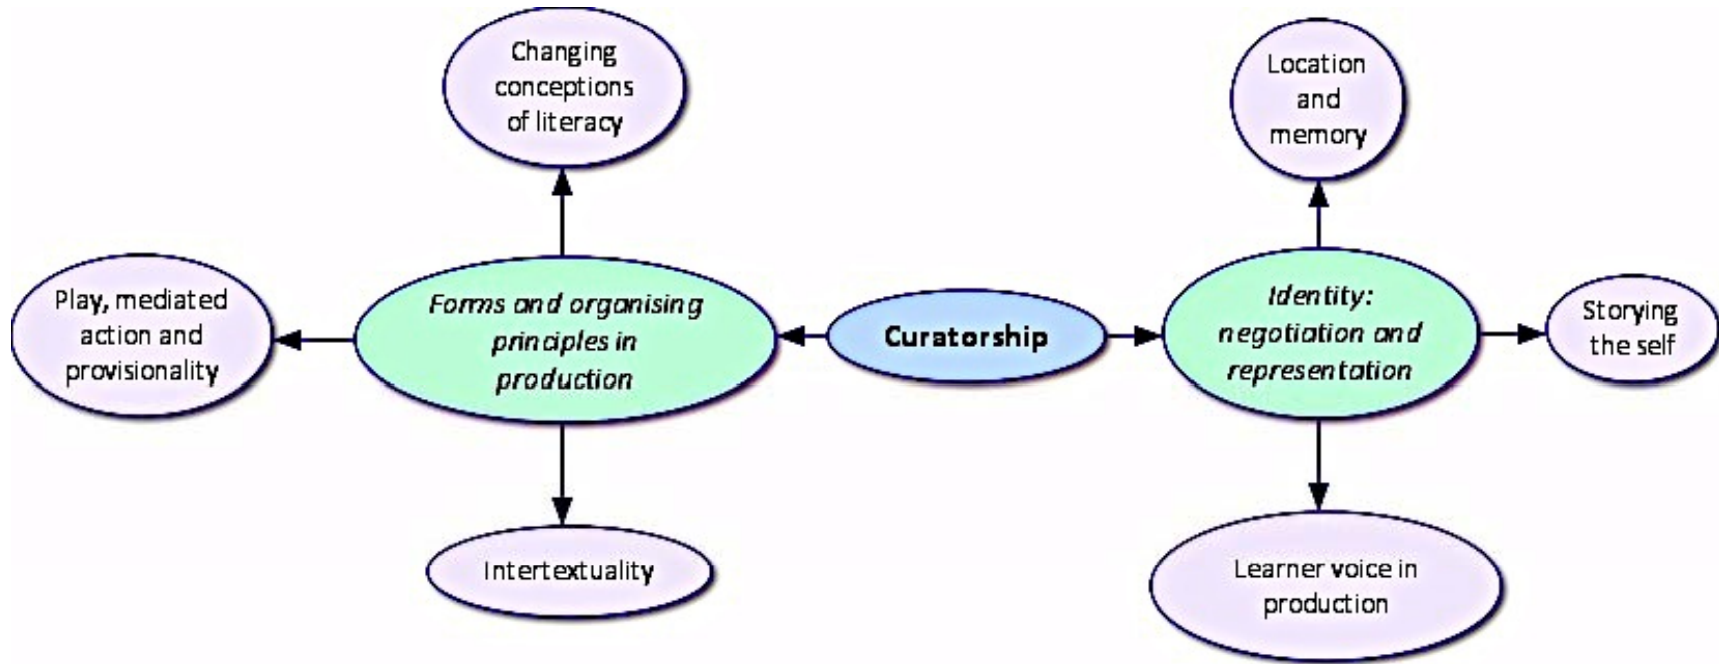 Changing
conceptions
of literacy
Location
and
memory
Play, mediated
action and
provisionality
Forms and organising
principles in
production
Curatorship
Identity:
negotiation and
representation
Storying
the self
Intertextuality
Learner voice in
production